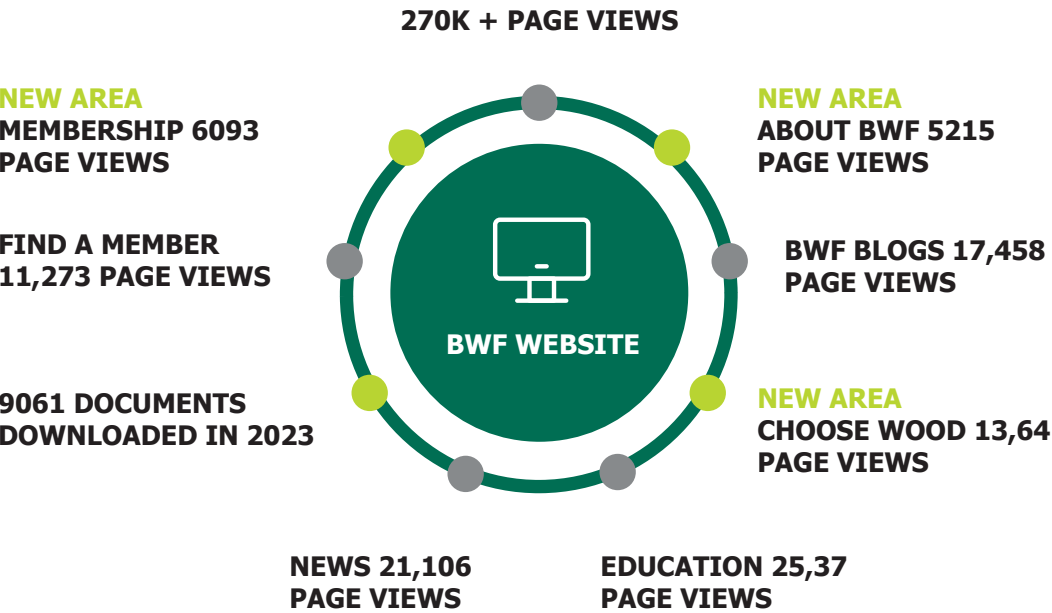 270K + PAGE VIEWS
NEW AREA
MEMBERSHIP 6093
PAGE VIEWS
NEW AREA
ABOUT BWF 5215
PAGE VIEWS
FIND A MEMBER
11,273 PAGE VIEWS
BWF BLOGS 17,458
PAGE VIEWS
BWF WEBSITE
9061 DOCUMENTS
DOWNLOADED IN 2023
NEW AREA
CHOOSE WOOD 13,64
PAGE VIEWS
NEWS 21,106
PAGE VIEWS
EDUCATION 25,37
PAGE VIEWS